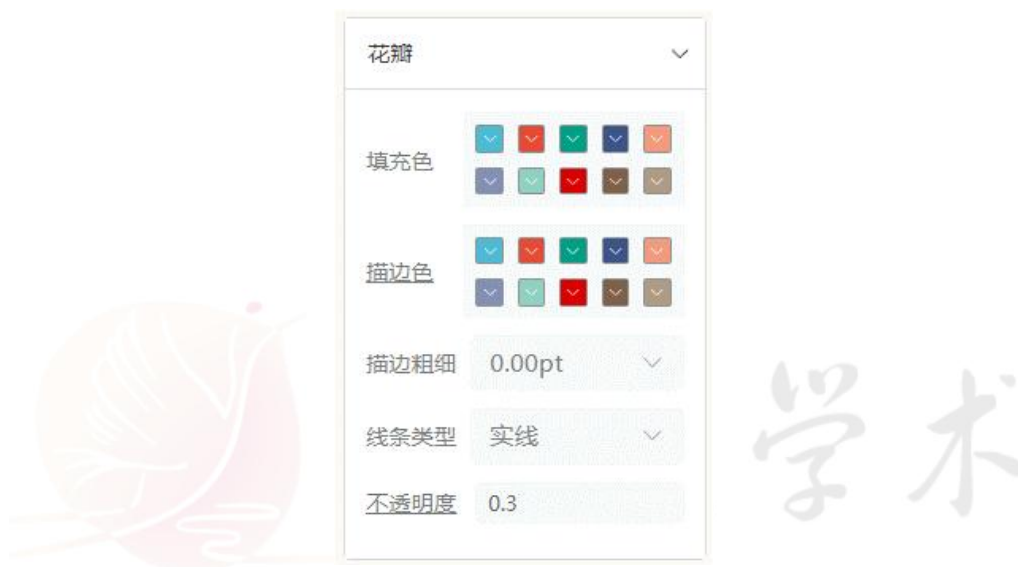 花瓣
填充色
描边色
描边粗细 0.00pt
线条类型 实线
不透明度 0.3
学术